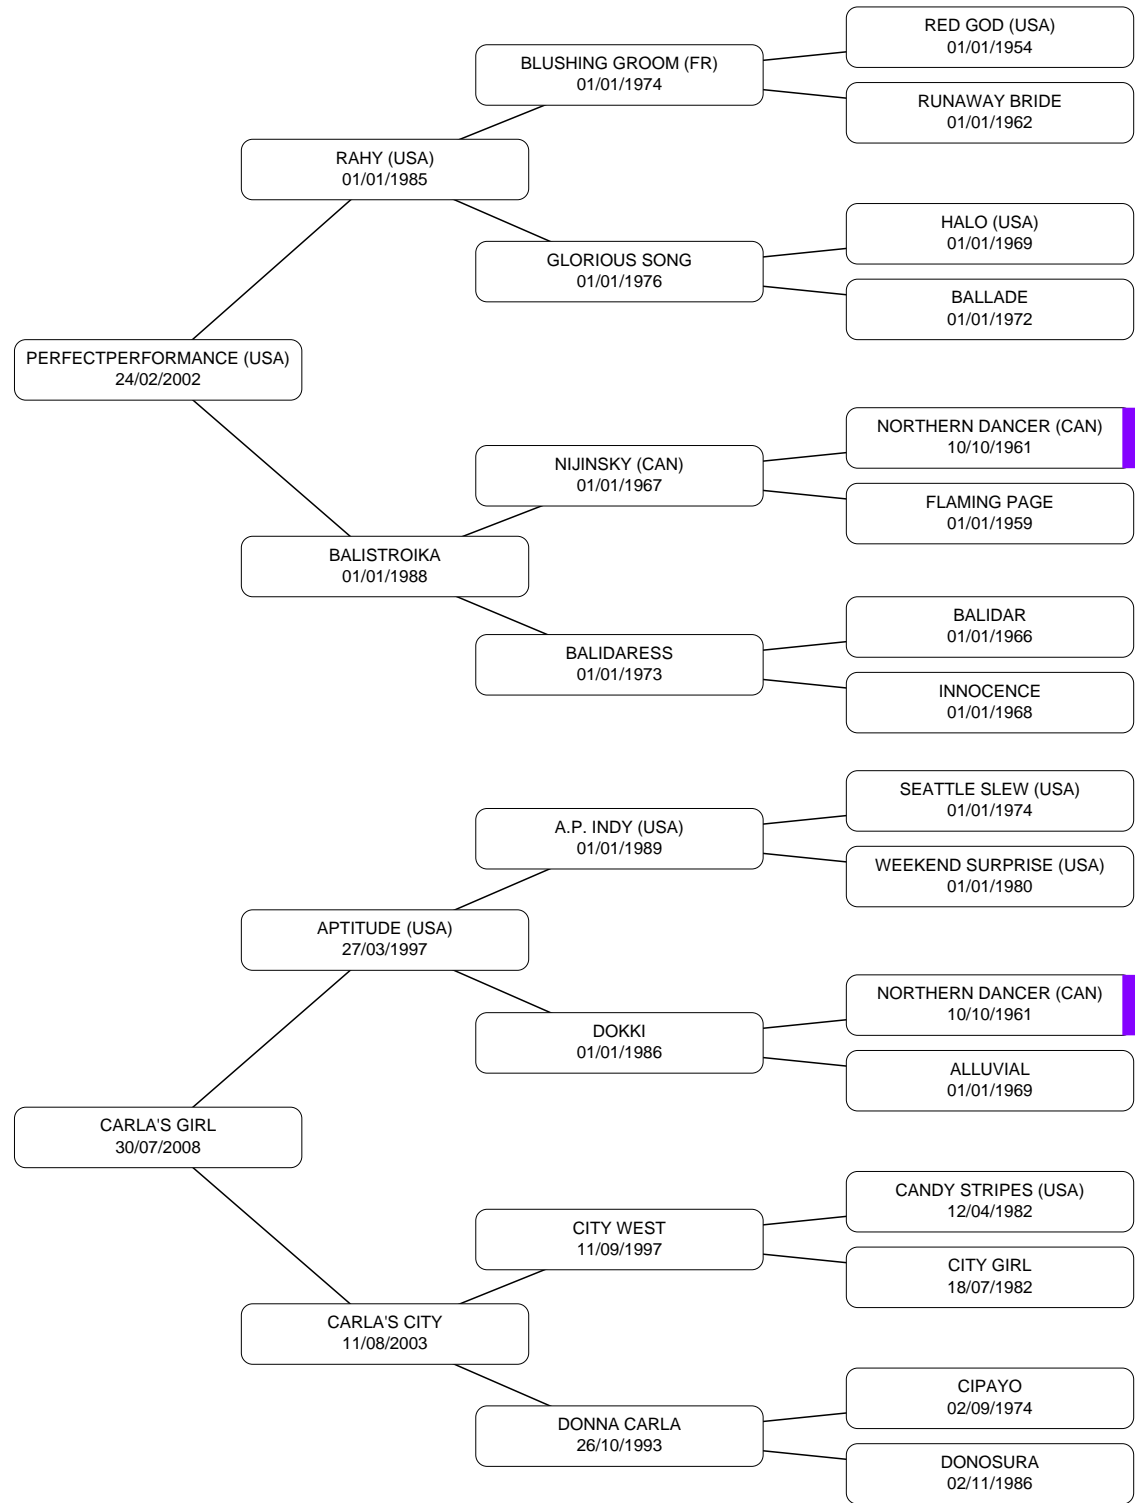 RED GOD (USA)
01/01/1954
BLUSHING GROOM (FR)
01/01/1974
RUNAWAY BRIDE
01/01/1962
RAHY (USA)
01/01/1985
HALO (USA)
01/01/1969
GLORIOUS SONG
01/01/1976
BALLADE
01/01/1972
PERFECTPERFORMANCE (USA)
24/02/2002
NORTHERN DANCER (CAN)
10/10/1961
NIJINSKY (CAN)
01/01/1967
FLAMING PAGE
01/01/1959
BALISTROIKA
01/01/1988
BALIDAR
01/01/1966
BALIDARESS
01/01/1973
INNOCENCE
01/01/1968
SEATTLE SLEW (USA)
01/01/1974
A.P. INDY (USA)
01/01/1989
WEEKEND SURPRISE (USA)
01/01/1980
APTITUDE (USA)
27/03/1997
NORTHERN DANCER (CAN)
10/10/1961
DOKKI
01/01/1986
ALLUVIAL
01/01/1969
CARLA'S GIRL
30/07/2008
CANDY STRIPES (USA)
12/04/1982
CITY WEST
11/09/1997
CITY GIRL
18/07/1982
CARLA'S CITY
11/08/2003
CIPAYO
02/09/1974
DONNA CARLA
26/10/1993
DONOSURA
02/11/1986